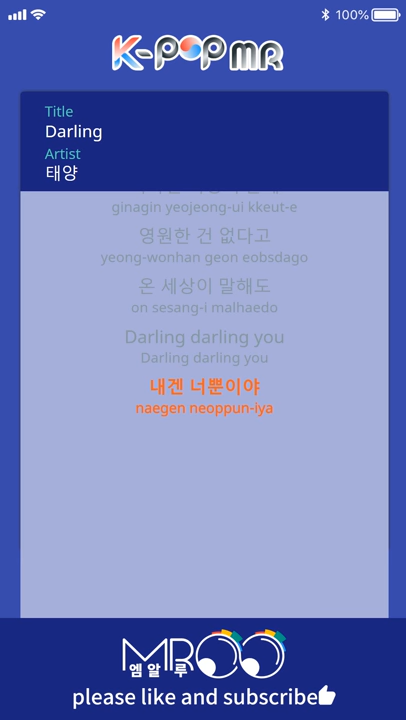 100%
K-POP MR
Title
Darling
Artist
태양
ginagin yeojeong-ui kkeut-e
영원한 건 없다고
yeong-wonhan geon eobsdago
온 세상이 말해도
on sesang-i malhaedo
Darling darling you
Darling darling you
내겐 너뿐이야
naegen neoppun-iya
MROO
엠알루
please like and subscribe